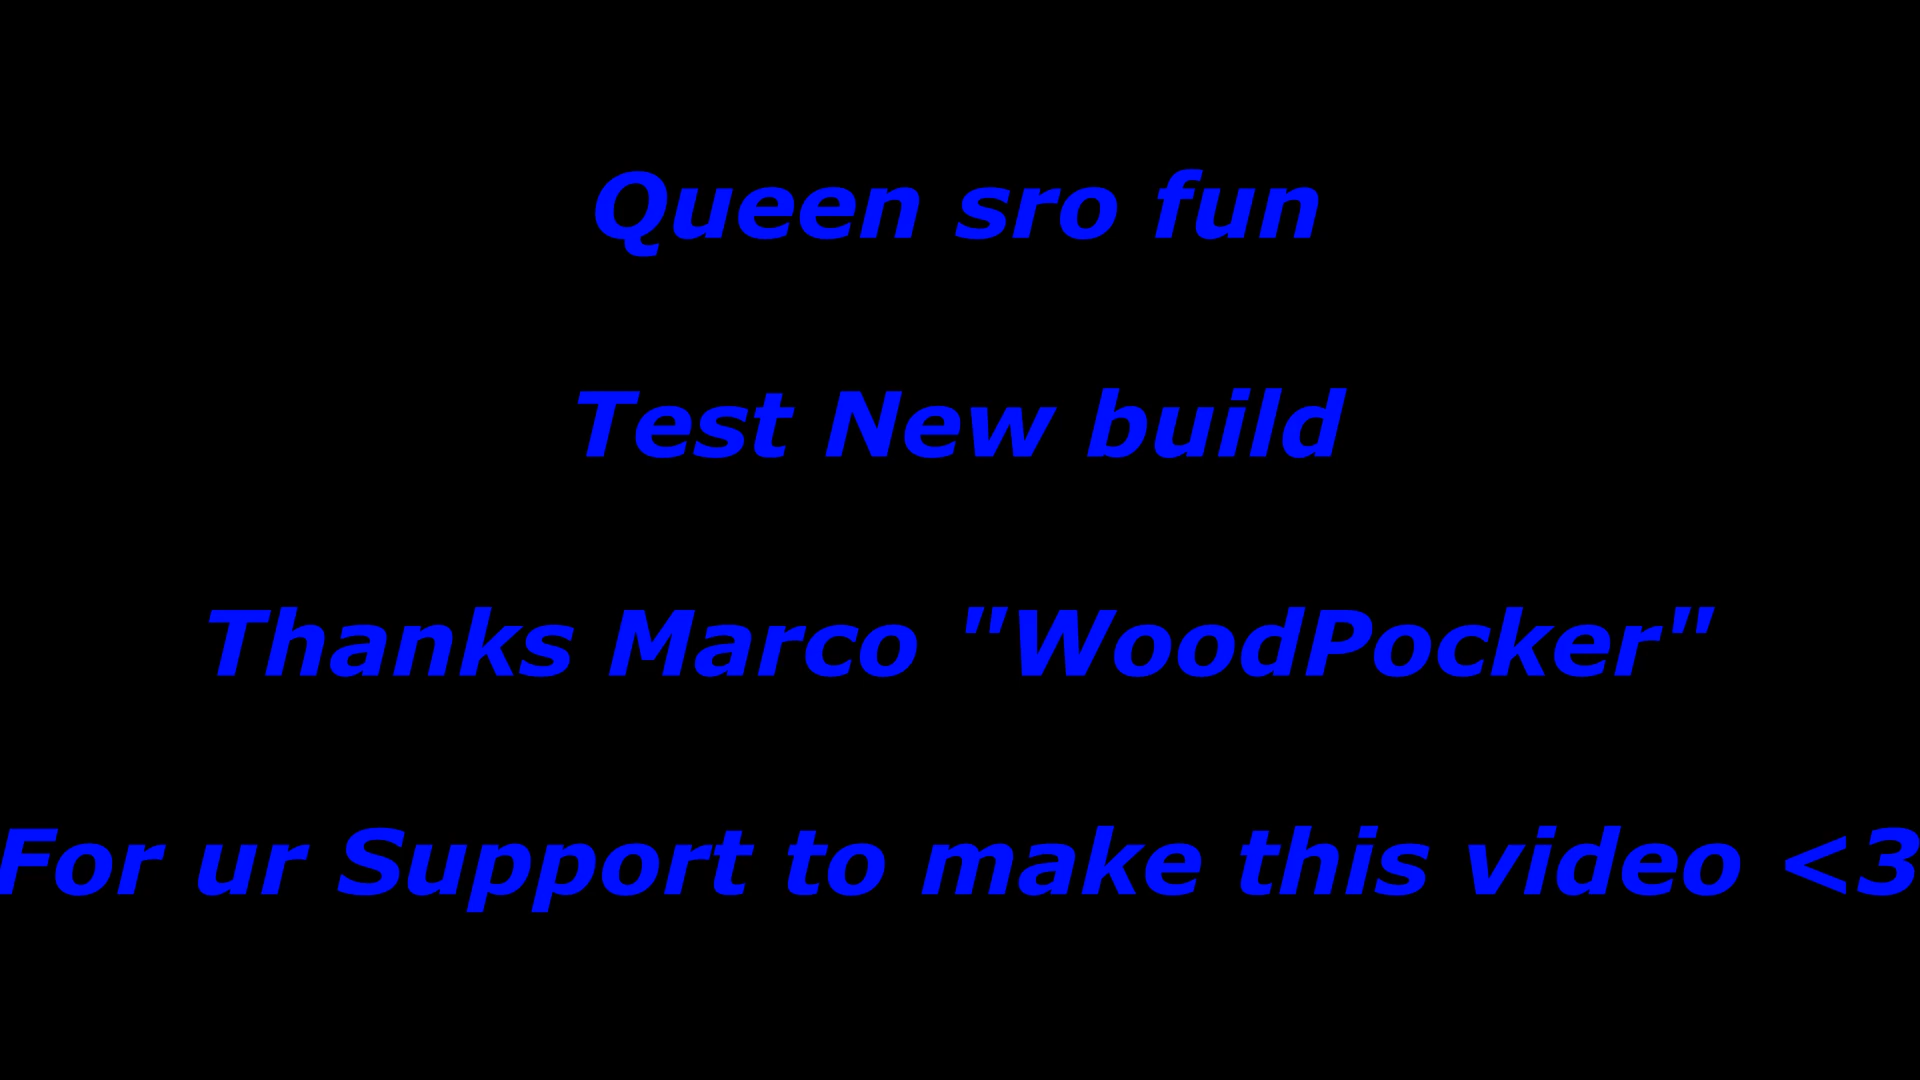 Queen sro fun
Test New build
Thanks Marco "WoodPocker"
For ur Support to make this video <3